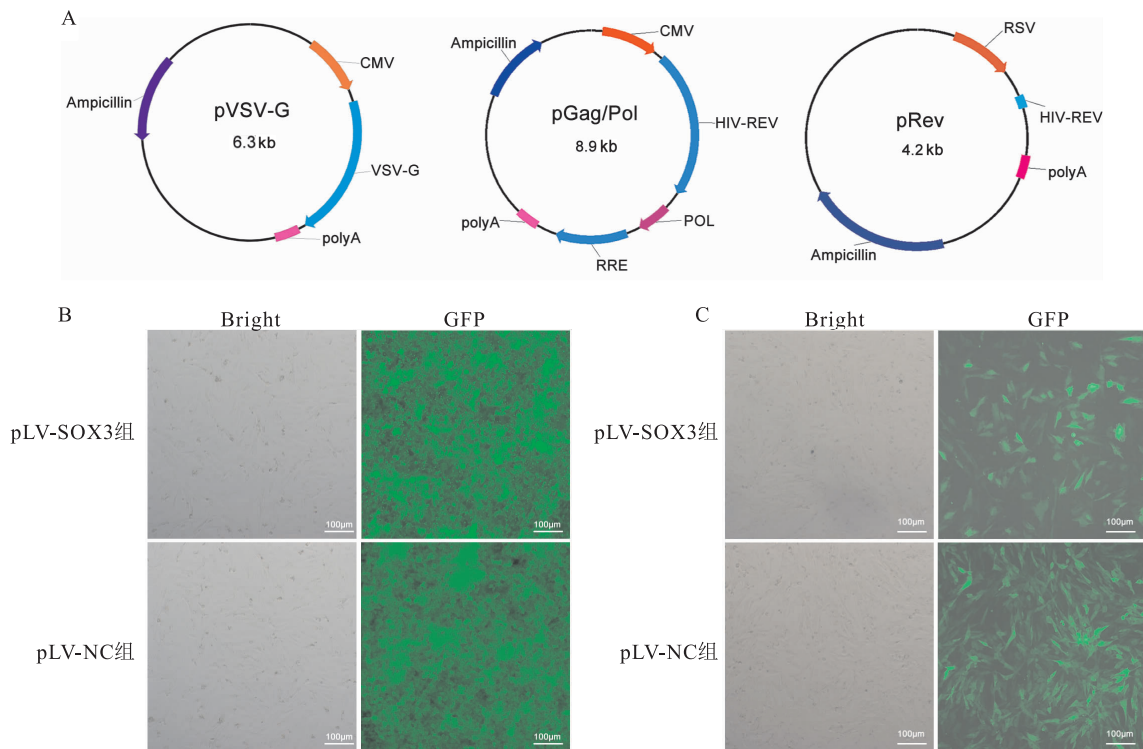 A
CMV
Ampicillin
pVSV-G
6.3 kb
VSV-G
polyA
CMV
Ampicillin
pGag/Pol
8.9 kb
HIV-REV
polyA
POL
RRE
RSV
HIV-REV
pRev
4.2 kb
polyA
Ampicillin
B
Bright
GFP
pLV-SOX3组
100μm
100μm
pLV-NC组
100μm
100μm
C
Bright
GFP
pLV-SOX3组
100μm
100μm
pLV-NC组
100μm
100μm